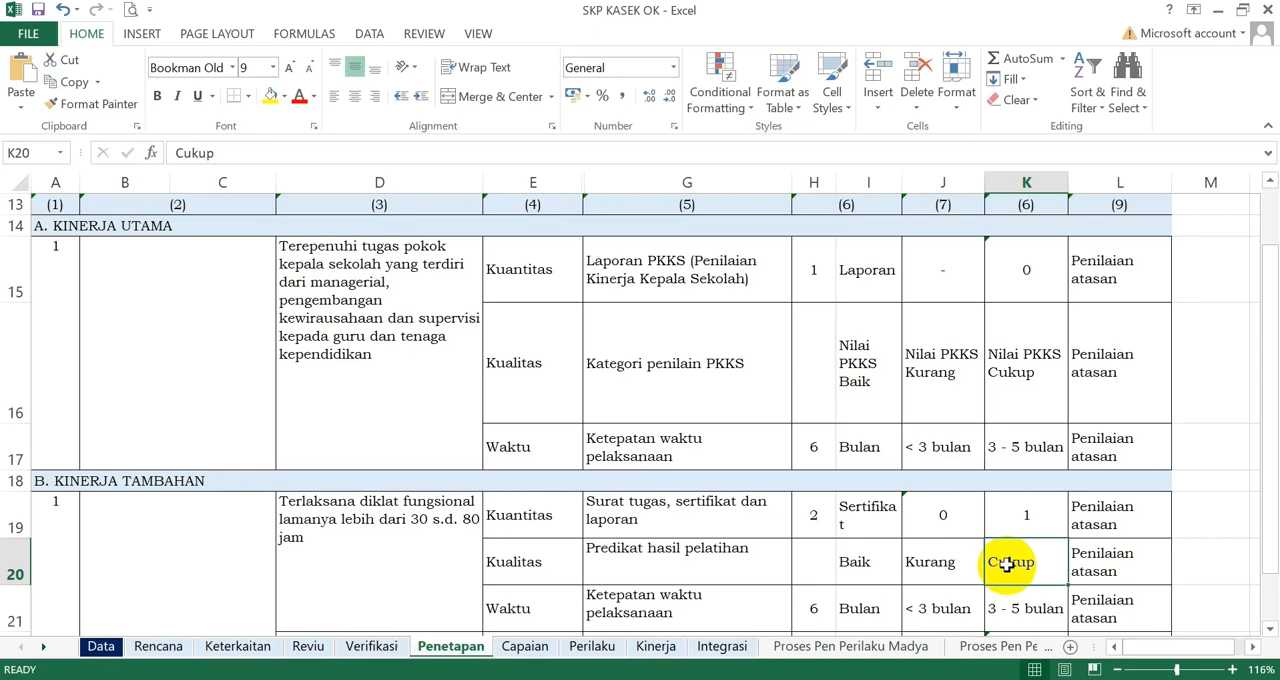 SKP KASEK OK - Excel
?
FILE
HOME
INSERT
PAGE LAYOUT
FORMULAS
DATA
REVIEW
VIEW
Microsoft account
Paste
Cut
Copy
Format Painter
Clipboard
Bookman Old
9
B I U
Font
Wrap Text
Merge & Center
Alignment
General
%
Number
Conditional
Formatting
Format as
Table
Cell
Styles
Styles
Insert
Delete
Format
Cells
AutoSum
Fill
Clear
Sort &
Filter
Find &
Select
Editing
K20
fx
Cukup
A B C D E G H I J K L M
13 (1) (2) (3) (4) (5) (6) (7) (6) (9)
14 A. KINERJA UTAMA
15
1
Terepenuhi tugas pokok
kepala sekolah yang terdiri
dari managerial,
pengembangan
kewirausahaan dan supervisi
kepada guru dan tenaga
kependidikan
Kuantitas
Laporan PKKS (Penilaian
Kinerja Kepala Sekolah)
1
Laporan
-
0
Penilaian
atasan
16
Kualitas
Kategori penilain PKKS
Nilai
PKKS
Baik
Nilai PKKS
Kurang
Nilai PKKS
Cukup
Penilaian
atasan
17
Waktu
Ketepatan waktu
pelaksanaan
6
Bulan
< 3 bulan
3 - 5 bulan
Penilaian
atasan
18 B. KINERJA TAMBAHAN
19
1
Terlaksana diklat fungsional
lamanya lebih dari 30 s.d. 80
jam
Kuantitas
Surat tugas, sertifikat dan
laporan
2
Sertifika
t
0
1
Penilaian
atasan
20
Kualitas
Predikat hasil pelatihan
Baik
Kurang
Cukup
Penilaian
atasan
21
Waktu
Ketepatan waktu
pelaksanaan
6
Bulan
< 3 bulan
3 - 5 bulan
Penilaian
atasan
Data
Rencana
Keterkaitan
Reviu
Verifikasi
Penetapan
Capaian
Perilaku
Kinerja
Integrasi
Proses Pen Perilaku Madya
Proses Pen Pe ...
READY
116%